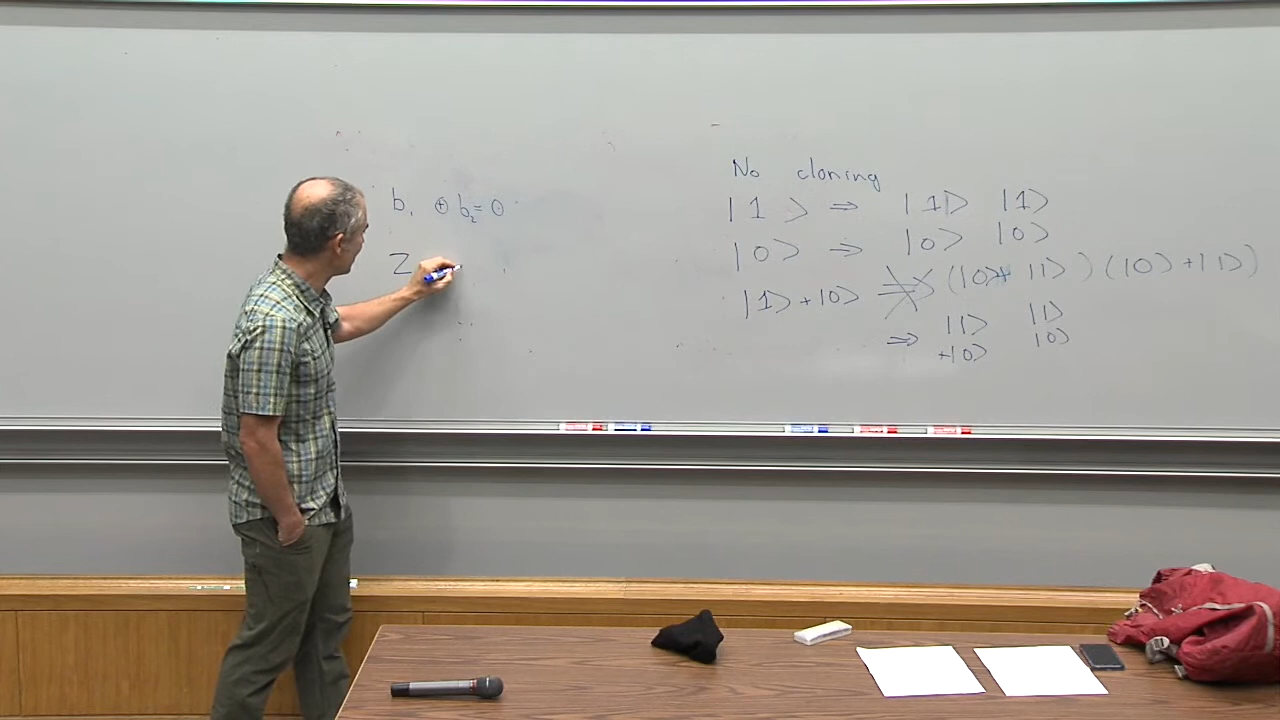 b₁ ⊕ b₂ = 0
Z
No cloning
|1⟩ ⇒ |1⟩ |1⟩
|0⟩ ⇒ |0⟩ |0⟩
|1⟩ + |0⟩ ⇏ (|0⟩ + |1⟩) (|0⟩ + |1⟩)
⇒ |1⟩ |1⟩
+|0⟩ |0⟩